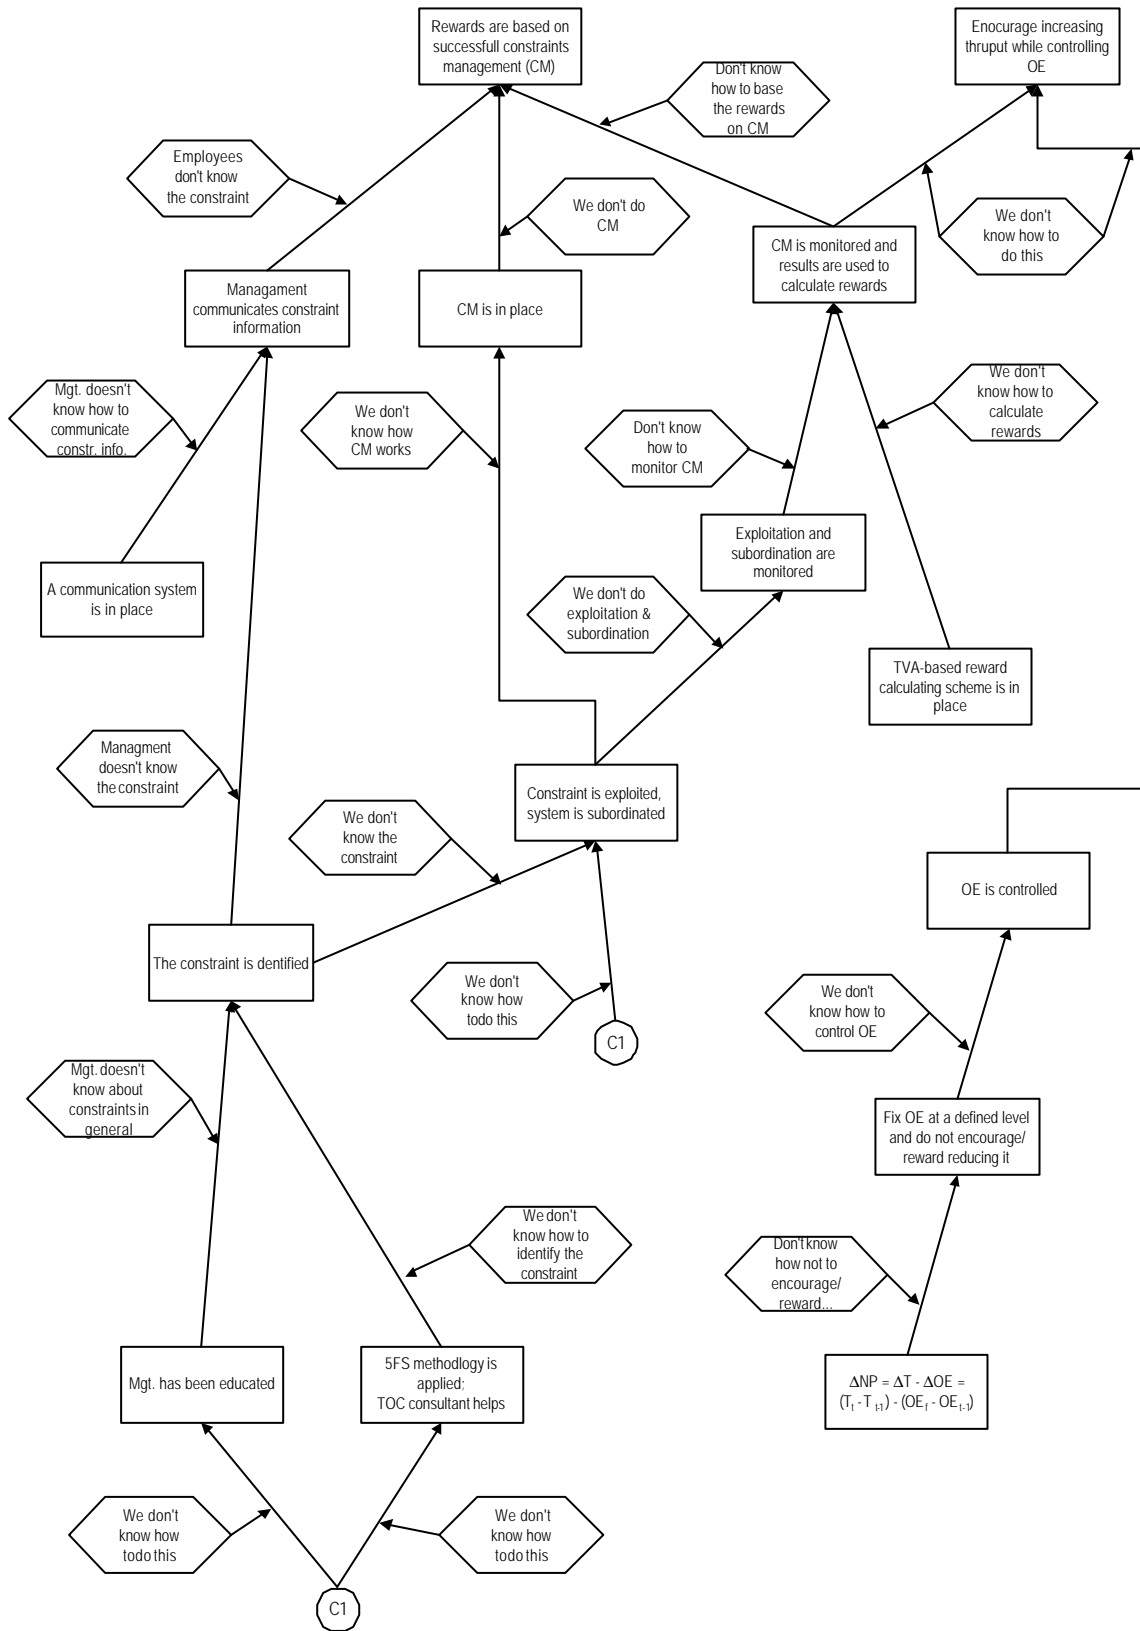 Rewards are based on
successfull constraints
management (CM)
Enocurage increasing
thruput while controlling
OE
Don't know
how to base
the rewards
on CM
Employees
don't know
the constraint
We don't do
CM
We don't
know how to
do this
CM is monitored and
results are used to
calculate rewards
Managament
communicates constraint
information
CM is in place
Mgt. doesn't
know how to
communicate
constr. info.
We don't
know how
CM works
Don't know
how to
monitor CM
We don't
know how to
calculate
rewards
Exploitation and
subordination are
monitored
A communication system
is in place
We don't do
exploitation &
subordination
TVA-based reward
calculating scheme is in
place
Managment
doesn't know
the constraint
We don't
know the
constraint
Constraint is exploited,
system is subordinated
OE is controlled
The constraint is dentified
We don't
know how
todo this
We don't
know how to
control OE
C1
Mgt. doesn't
know about
constraints in
general
Fix OE at a defined level
and do not encourage/
reward reducing it
We don't
know how to
identify the
constraint
Don't know
how not to
encourage/
reward...
Mgt. has been educated
5FS methodlogy is
applied;
TOC consultant helps
ΔNP = ΔT - ΔOE =
(Tt - T t-1) - (OEf - OEt-1)
We don't
know how
todo this
We don't
know how
todo this
C1